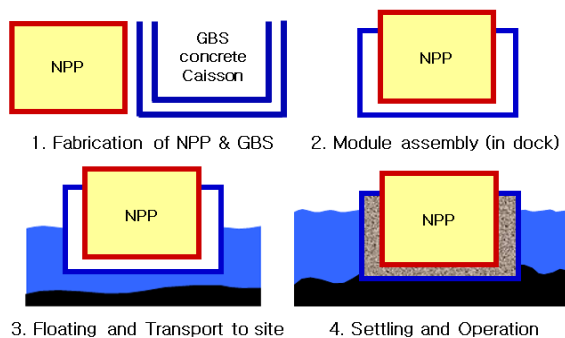 NPP
GBS
concrete
Caisson
1. Fabrication of NPP & GBS
NPP
2. Module assembly (in dock)
NPP
3. Floating and Transport to site
NPP
4. Settling and Operation